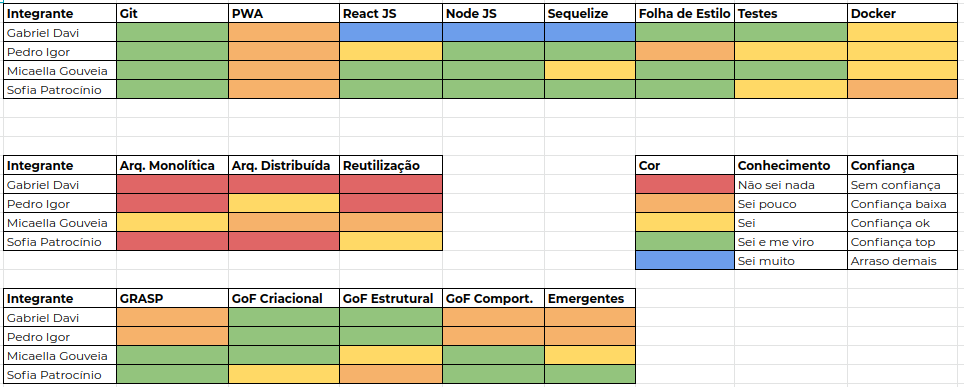 Integrante Git PWA React JS Node JS Sequelize Folha de Estilo Testes Docker
Gabriel Davi
Pedro Igor
Micaella Gouveia
Sofia Patrocínio
Integrante Arq. Monolítica Arq. Distribuída Reutilização
Gabriel Davi
Pedro Igor
Micaella Gouveia
Sofia Patrocínio
Cor Conhecimento Confiança
Não sei nada Sem confiança
Sei pouco Confiança baixa
Sei Confiança ok
Sei e me viro Confiança top
Sei muito Arraso demais
Integrante GRASP GoF Criacional GoF Estrutural GoF Comport. Emergentes
Gabriel Davi
Pedro Igor
Micaella Gouveia
Sofia Patrocínio